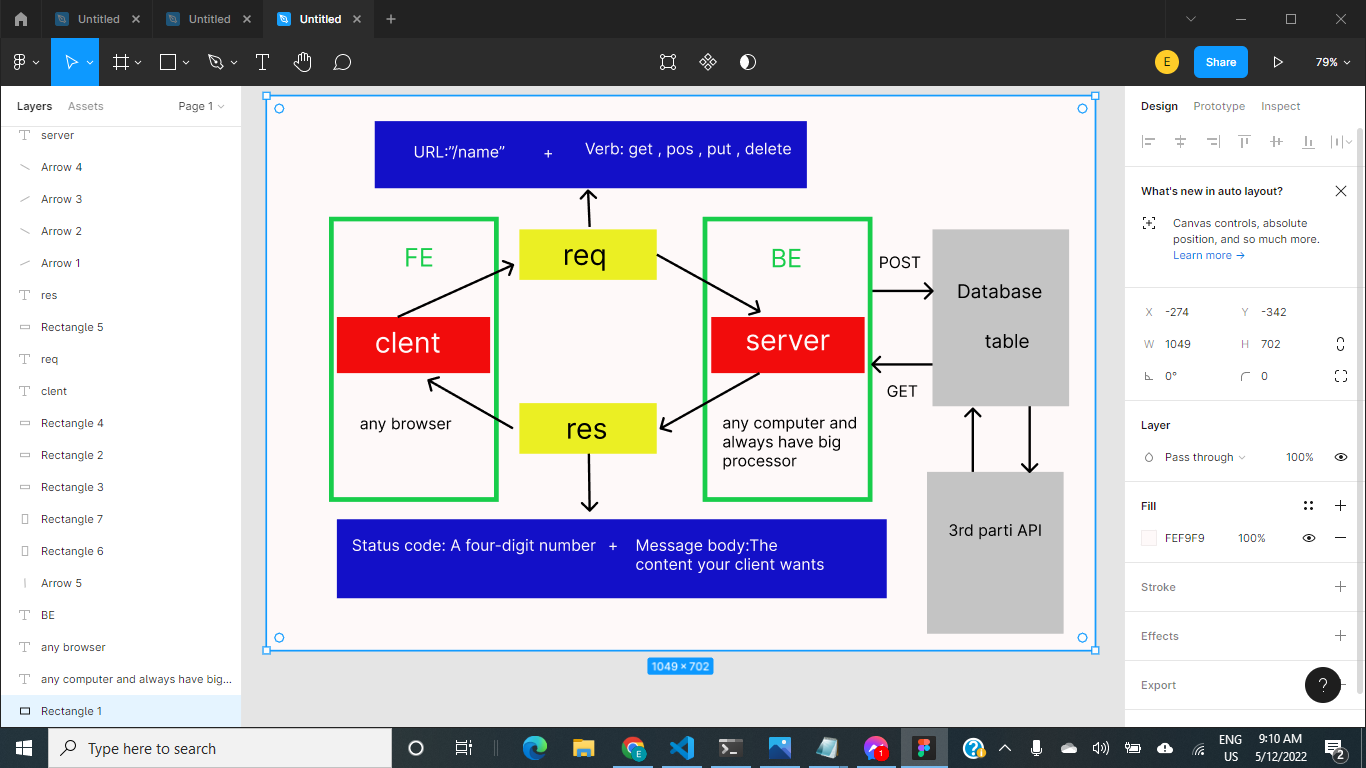 Untitled
Untitled
Untitled
E
Share
79%
Layers Assets Page 1
server
Arrow 4
Arrow 3
Arrow 2
Arrow 1
res
Rectangle 5
req
clent
Rectangle 4
Rectangle 2
Rectangle 3
Rectangle 7
Rectangle 6
Arrow 5
BE
any browser
any computer and always have big...
Rectangle 1
URL:”/name” + Verb: get , pos , put , delete
FE
req
BE
POST
Database
table
clent
server
GET
any browser
res
any computer and
always have big
processor
3rd parti API
Status code: A four-digit number + Message body:The
content your client wants
1049 × 702
Design Prototype Inspect
What's new in auto layout?
Canvas controls, absolute
position, and so much more.
Learn more →
X -274 Y -342
W 1049 H 702
0° 0
Layer
Pass through 100%
Fill
FEF9F9 100%
Stroke
Effects
Export
?
Type here to search
E
1
ENG
US
9:10 AM
5/12/2022
2